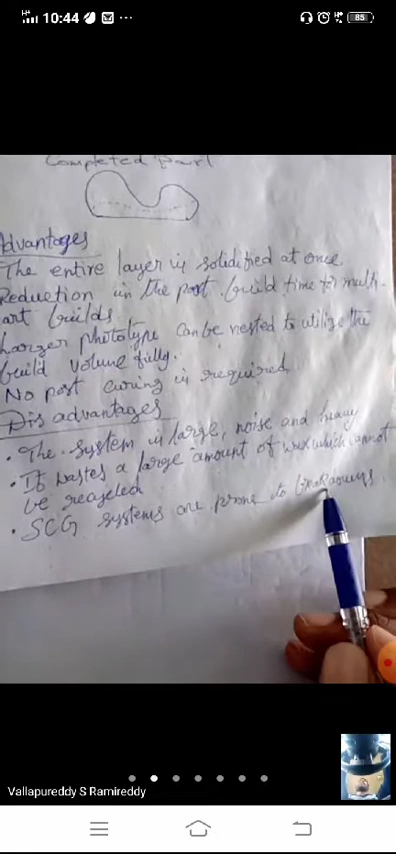 H+
10:44
H+
85
Completed Part
Advantages
The entire layer is solidified at once.
Reduction in the part build time for multi-
art builds
Larger phototype can be nested to utilize the
build volume fully.
No post curing is required
Disadvantages
• The system is large, noise and heavy
• It wastes a large amount of wax which cannot
be recycled
• SCG systems are prone to
Vallapureddy S Ramireddy